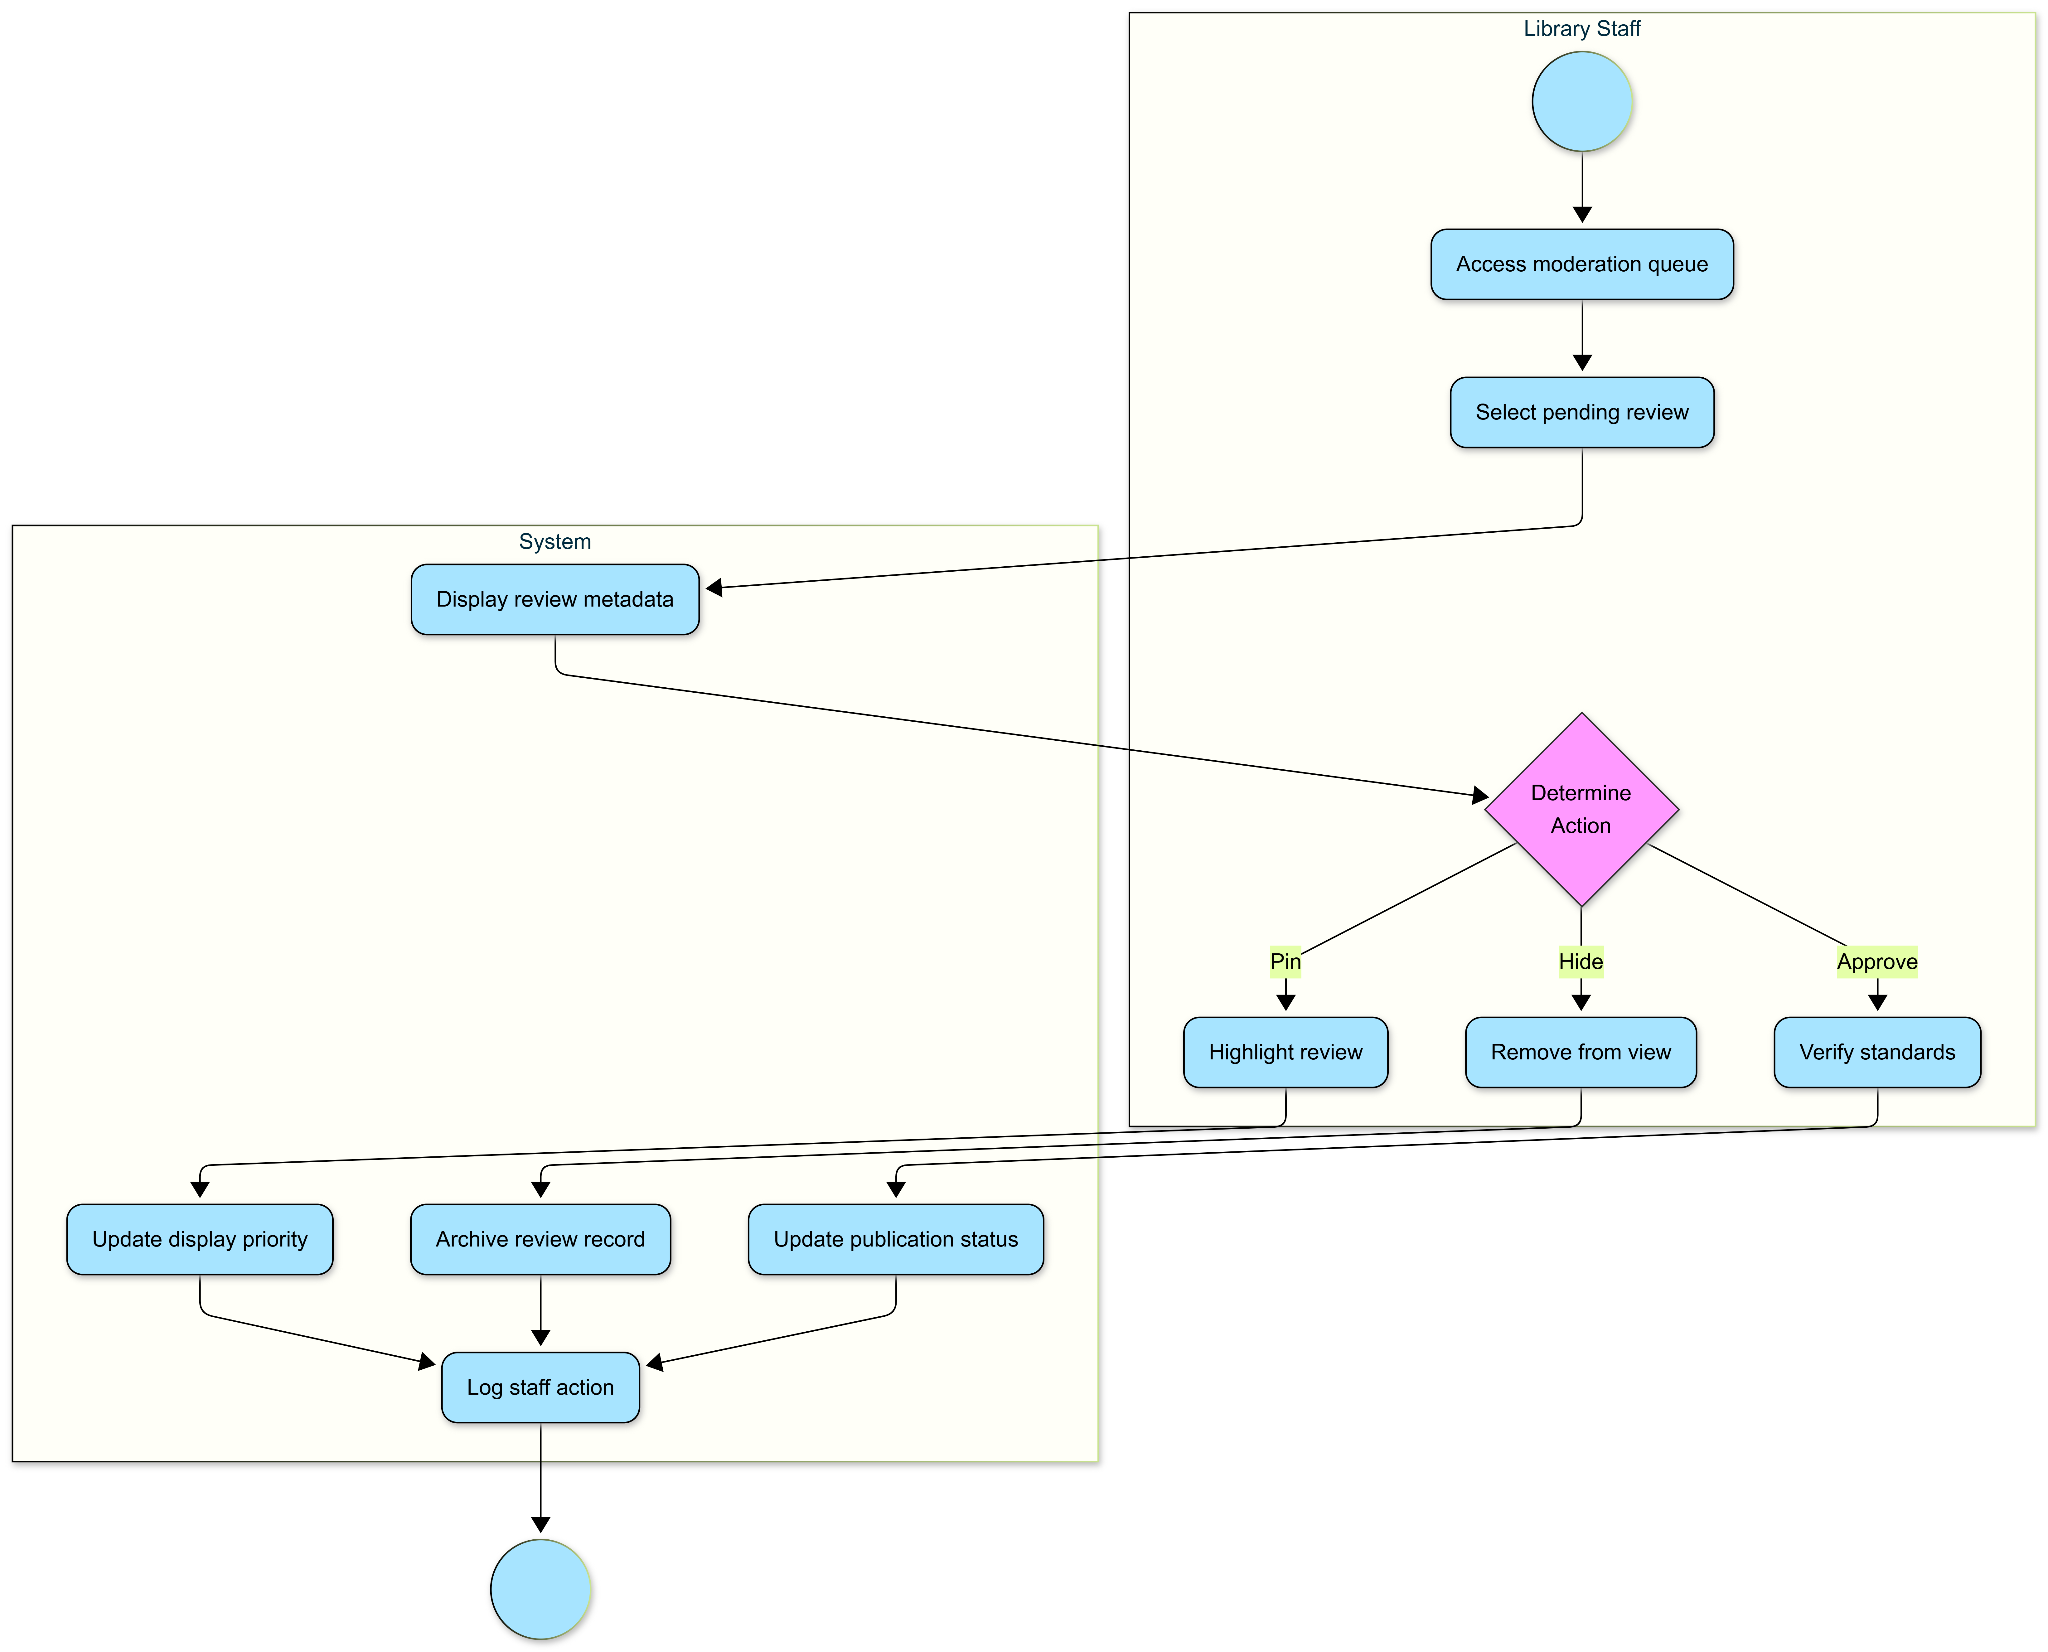 Library Staff
Access moderation queue
Select pending review
System
Display review metadata
Determine
Action
Pin
Hide
Approve
Highlight review
Remove from view
Verify standards
Update display priority
Archive review record
Update publication status
Log staff action